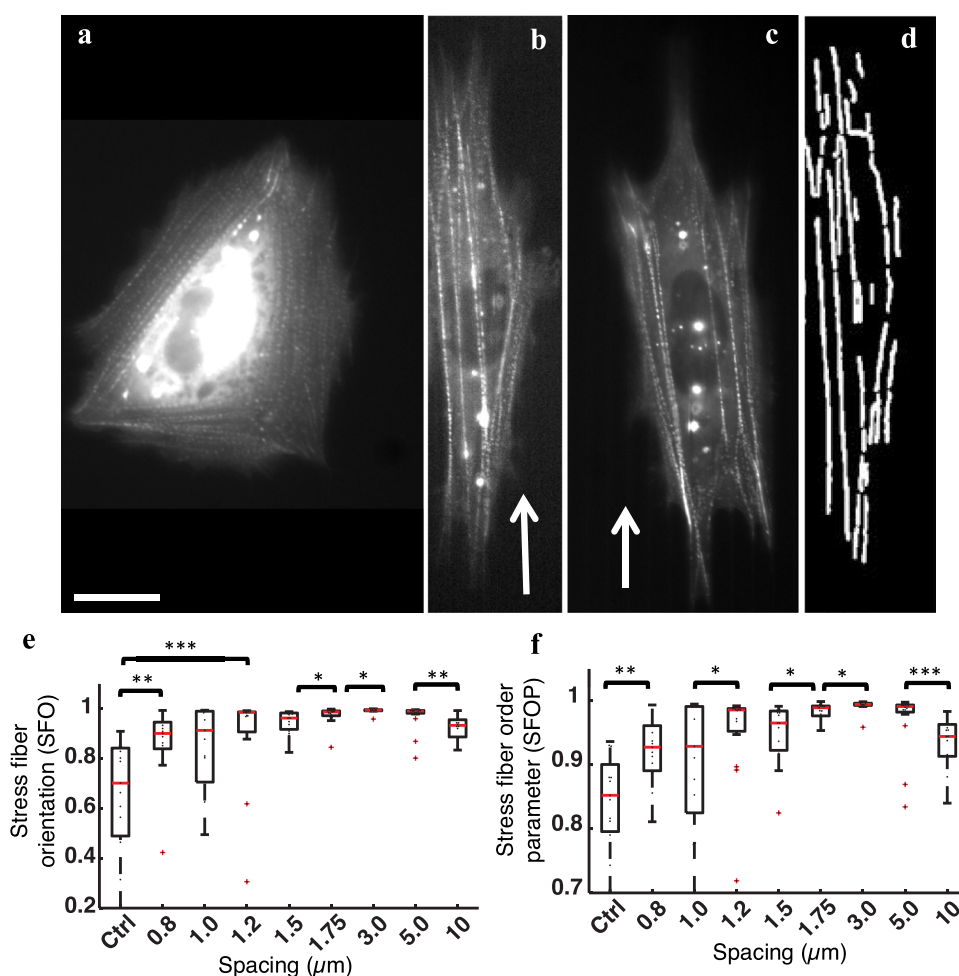 a
b
c
d
e
f
***
**
*
*
**
1
0.8
0.6
0.4
0.2
Stress fiber
orientation (SFO)
Ctrl
0.8
1.0
1.2
1.5
1.75
3.0
5.0
10
Spacing (µm)
**
*
*
*
***
1
0.9
0.8
0.7
Stress fiber order
parameter (SFOP)
Ctrl
0.8
1.0
1.2
1.5
1.75
3.0
5.0
10
Spacing (µm)